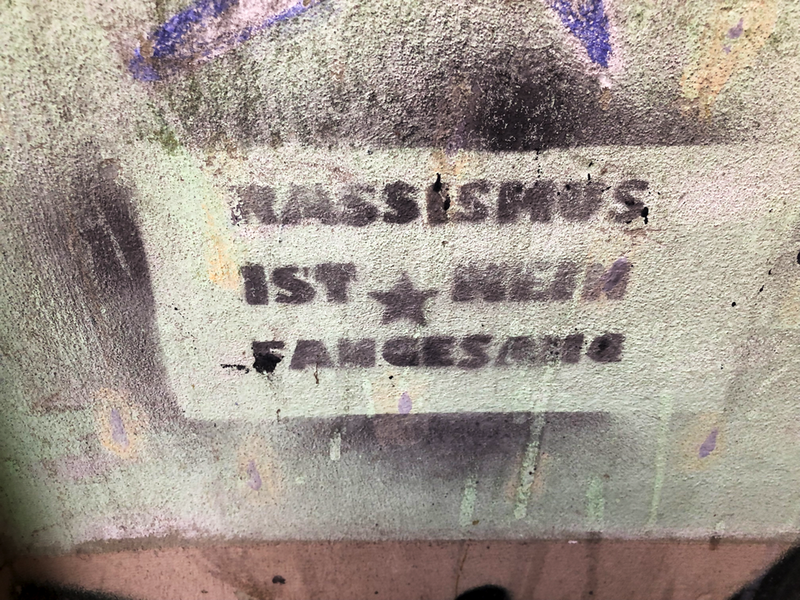 RASSISMUS
IST ★ KEIN
FANGESANG